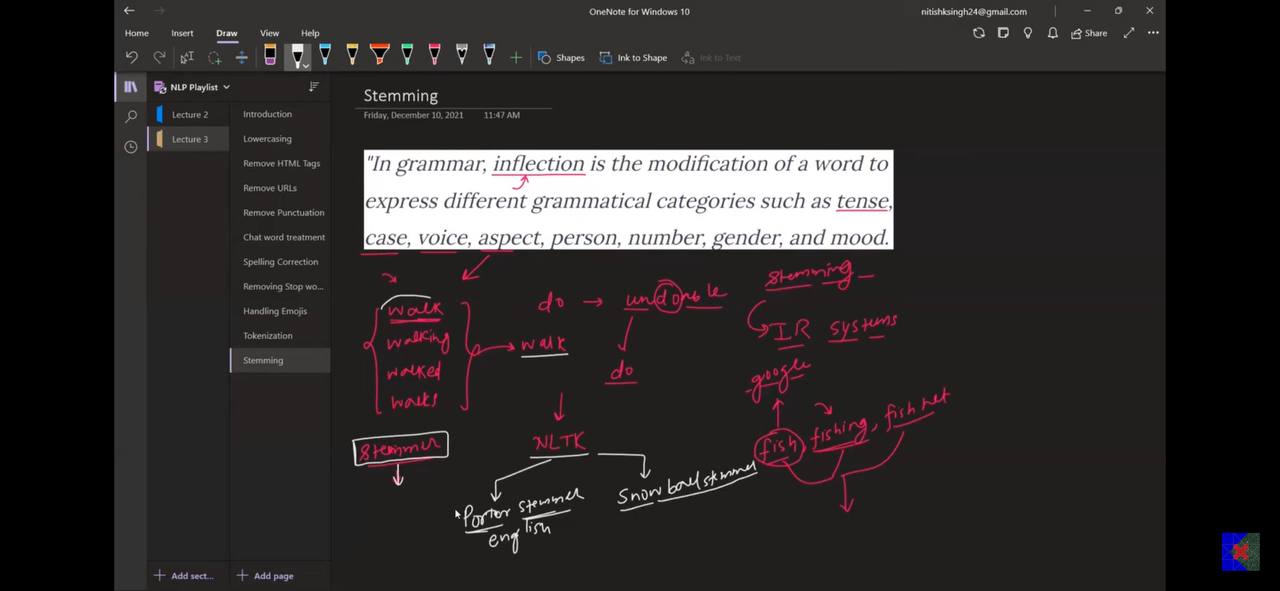 OneNote for Windows 10
nitishksingh24@gmail.com
Home Insert Draw View Help
Share
Shapes Ink to Shape Ink to Text
NLP Playlist
Lecture 2
Lecture 3
Introduction
Lowercasing
Remove HTML Tags
Remove URLs
Remove Punctuation
Chat word treatment
Spelling Correction
Removing Stop wo...
Handling Emojis
Tokenization
Stemming
Add sect...
Add page
Stemming
Friday, December 10, 2021 11:47 AM
"In grammar, inflection is the modification of a word to
express different grammatical categories such as tense,
case, voice, aspect, person, number, gender, and mood.
walk
walking
walked
walks
walk
do → undonable
do
Stemming
IR systems
google
fish, fishing, fishnet
Stemmer
NLTK
Porter stemmer
english
Snowball stemmer